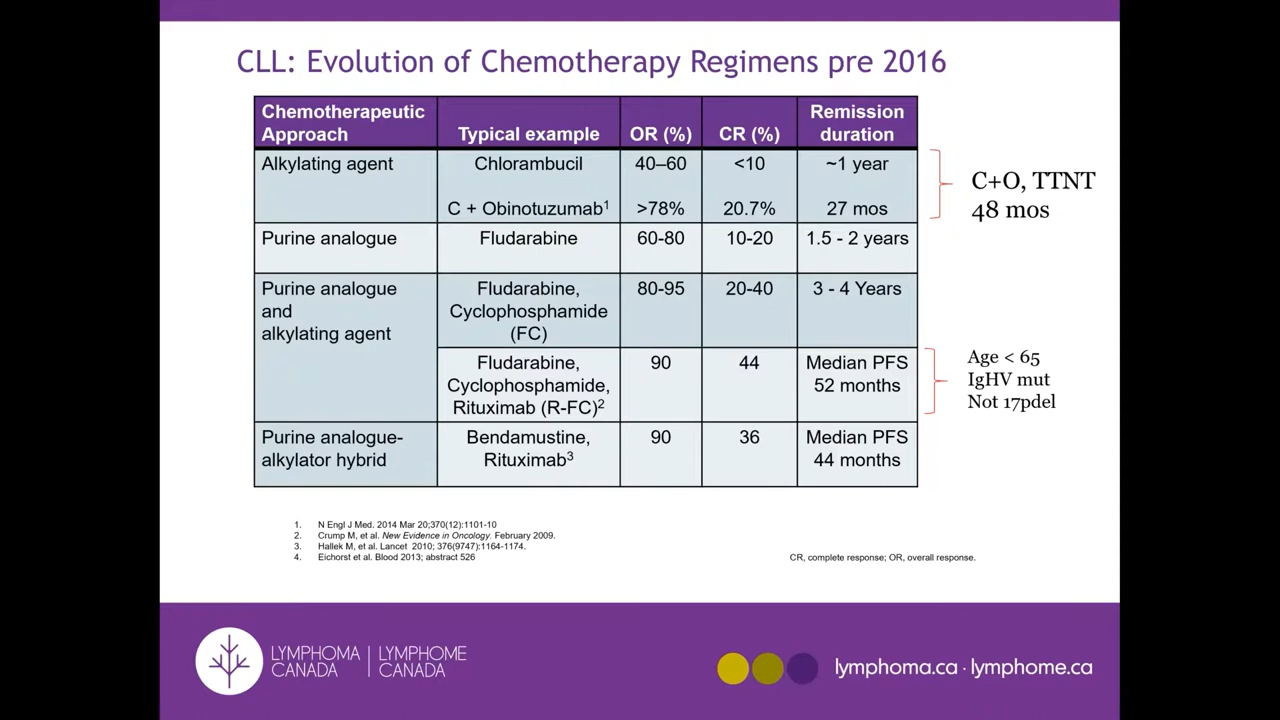 CLL: Evolution of Chemotherapy Regimens pre 2016
Chemotherapeutic Approach Typical example OR (%) CR (%) Remission duration
Alkylating agent Chlorambucil 40–60 <10 ~1 year
C + Obinotuzumab1 >78% 20.7% 27 mos
C+O, TTNT
48 mos
Purine analogue Fludarabine 60-80 10-20 1.5 - 2 years
Purine analogue and alkylating agent Fludarabine, Cyclophosphamide (FC) 80-95 20-40 3 - 4 Years
Fludarabine, Cyclophosphamide, Rituximab (R-FC)2 90 44 Median PFS 52 months
Age < 65
IgHV mut
Not 17pdel
Purine analogue-alkylator hybrid Bendamustine, Rituximab3 90 36 Median PFS 44 months
1. N Engl J Med. 2014 Mar 20;370(12):1101-10
2. Crump M, et al. New Evidence in Oncology. February 2009.
3. Hallek M, et al. Lancet 2010; 376(9747):1164-1174.
4. Eichorst et al. Blood 2013; abstract 526
CR, complete response; OR, overall response.
LYMPHOMA CANADA | LYMPHOME CANADA
lymphoma.ca · lymphome.ca